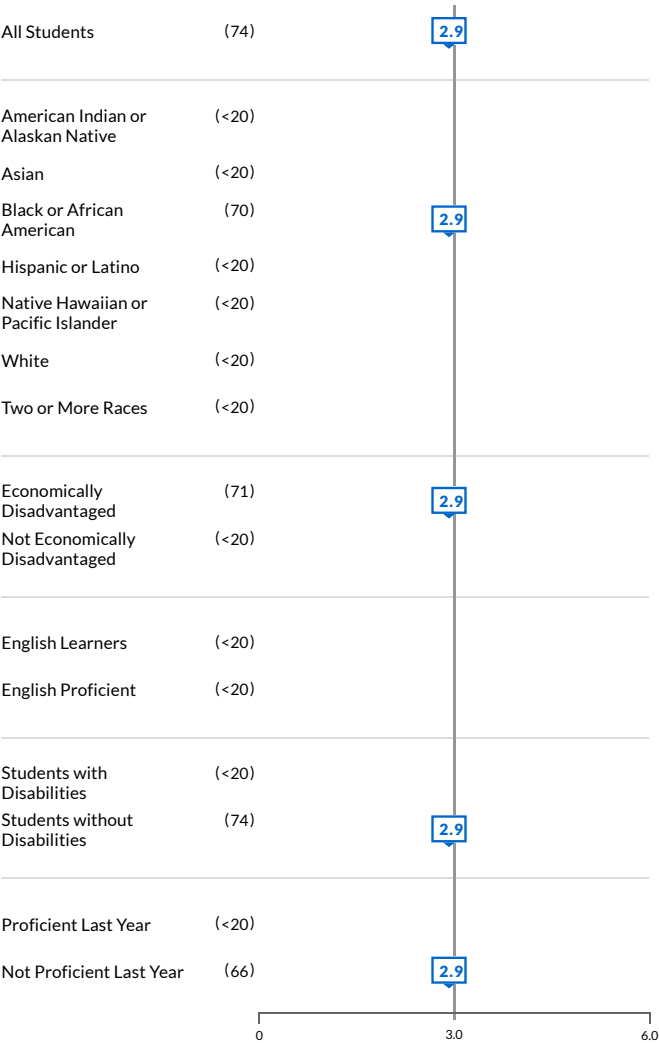 All Students (74) 2.9
American Indian or (<20)
Alaskan Native
Asian (<20)
Black or African (70) 2.9
American
Hispanic or Latino (<20)
Native Hawaiian or (<20)
Pacific Islander
White (<20)
Two or More Races (<20)
Economically (71) 2.9
Disadvantaged
Not Economically (<20)
Disadvantaged
English Learners (<20)
English Proficient (<20)
Students with (<20)
Disabilities
Students without (74) 2.9
Disabilities
Proficient Last Year (<20)
Not Proficient Last Year (66) 2.9
0 3.0 6.0